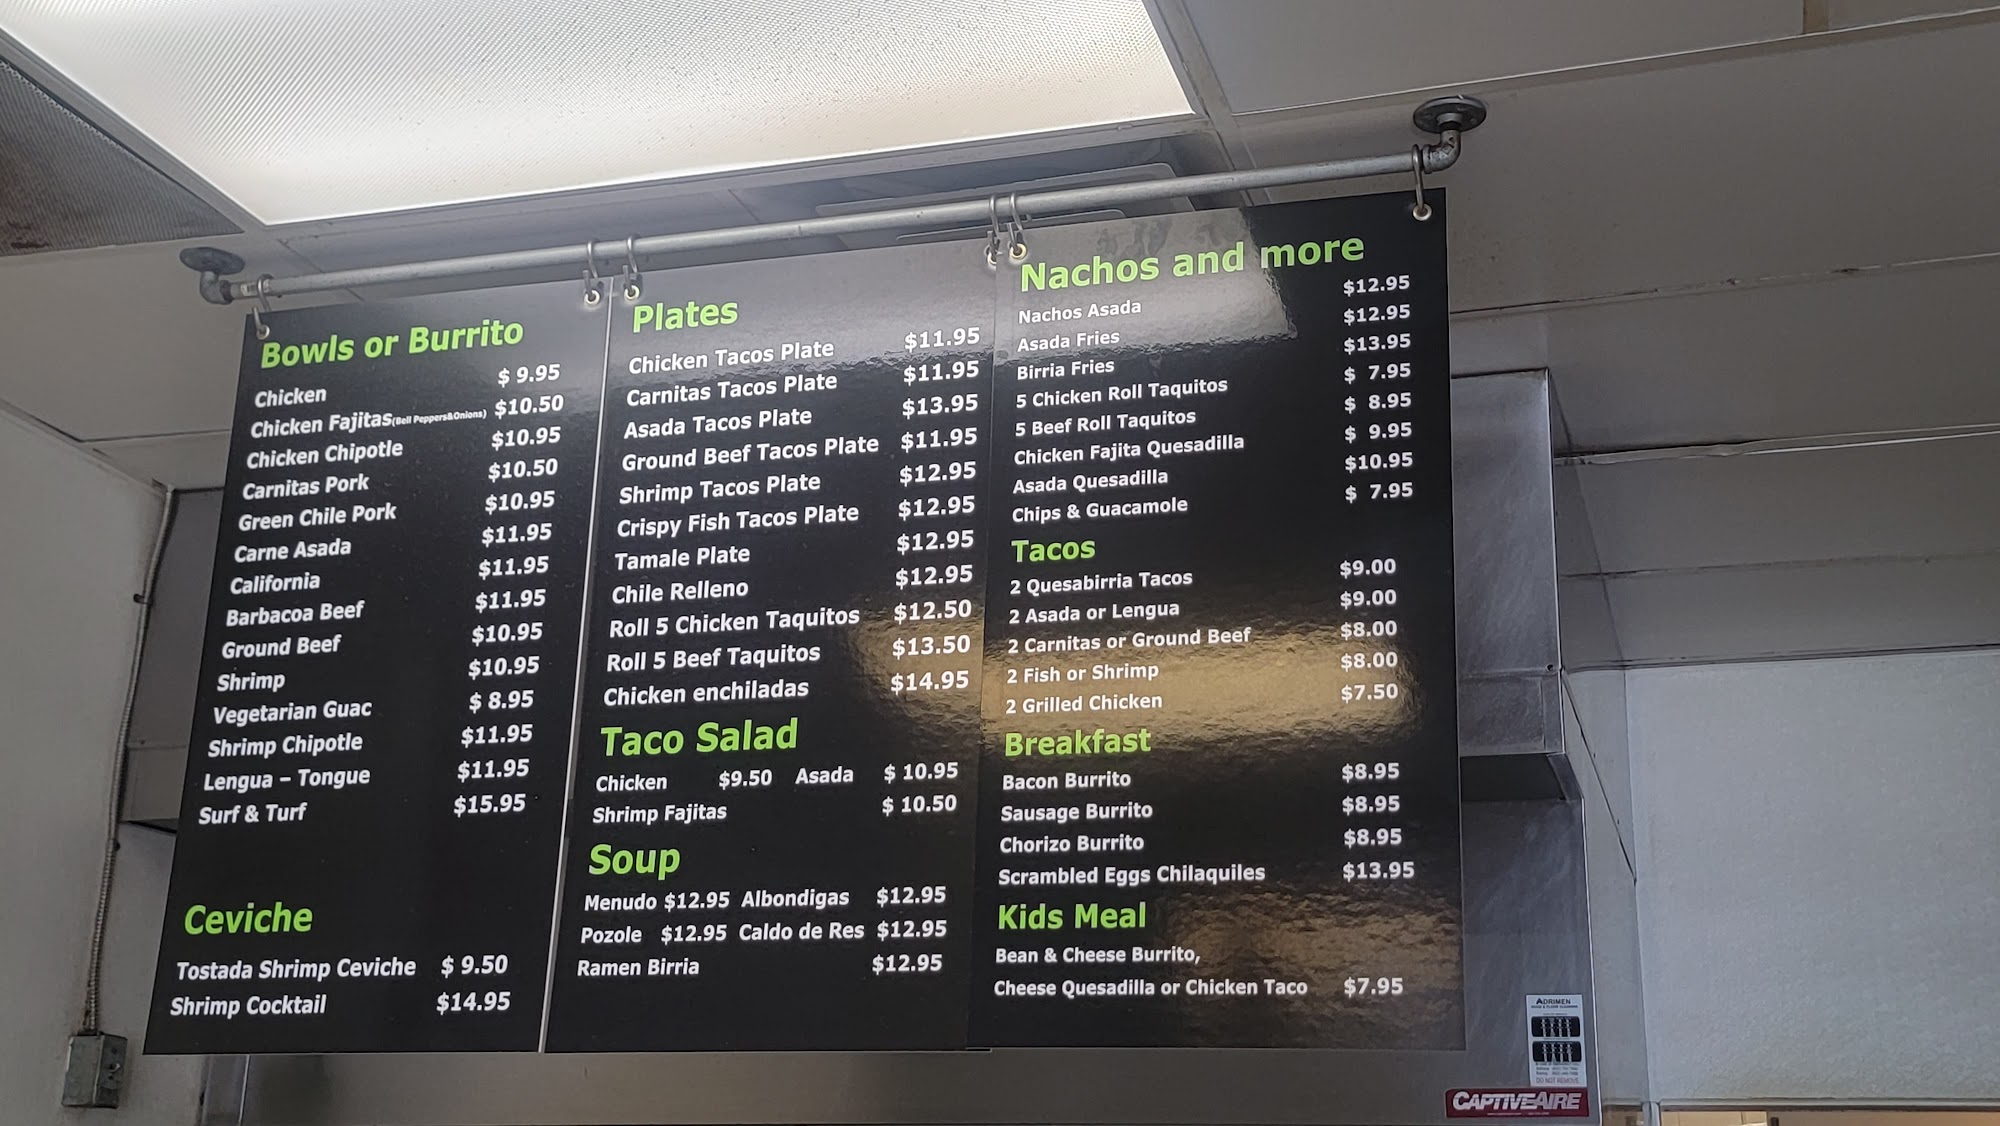 Bowls or Burrito
Chicken $ 9.95
Chicken Fajitas(Bell Peppers&Onions) $10.50
Chicken Chipotle $10.95
Carnitas Pork $10.50
Green Chile Pork $10.95
Carne Asada $11.95
California $11.95
Barbacoa Beef $11.95
Ground Beef $10.95
Shrimp $10.95
Vegetarian Guac $ 8.95
Shrimp Chipotle $11.95
Lengua – Tongue $11.95
Surf & Turf $15.95
Ceviche
Tostada Shrimp Ceviche $ 9.50
Shrimp Cocktail $14.95
Plates
Chicken Tacos Plate $11.95
Carnitas Tacos Plate $11.95
Asada Tacos Plate $13.95
Ground Beef Tacos Plate $11.95
Shrimp Tacos Plate $12.95
Crispy Fish Tacos Plate $12.95
Tamale Plate $12.95
Chile Relleno $12.95
Roll 5 Chicken Taquitos $12.50
Roll 5 Beef Taquitos $13.50
Chicken enchiladas $14.95
Taco Salad
Chicken $9.50 Asada $ 10.95
Shrimp Fajitas $ 10.50
Soup
Menudo $12.95 Albondigas $12.95
Pozole $12.95 Caldo de Res $12.95
Ramen Birria $12.95
Nachos and more
Nachos Asada $12.95
Asada Fries $12.95
Birria Fries $13.95
5 Chicken Roll Taquitos $ 7.95
5 Beef Roll Taquitos $ 8.95
Chicken Fajita Quesadilla $ 9.95
Asada Quesadilla $10.95
Chips & Guacamole $ 7.95
Tacos
2 Quesabirria Tacos $9.00
2 Asada or Lengua $9.00
2 Carnitas or Ground Beef $8.00
2 Fish or Shrimp $8.00
2 Grilled Chicken $7.50
Breakfast
Bacon Burrito $8.95
Sausage Burrito $8.95
Chorizo Burrito $8.95
Scrambled Eggs Chilaquiles $13.95
Kids Meal
Bean & Cheese Burrito,
Cheese Quesadilla or Chicken Taco $7.95
ADRIMEN
DO NOT REMOVE
CAPTIVEAIRE